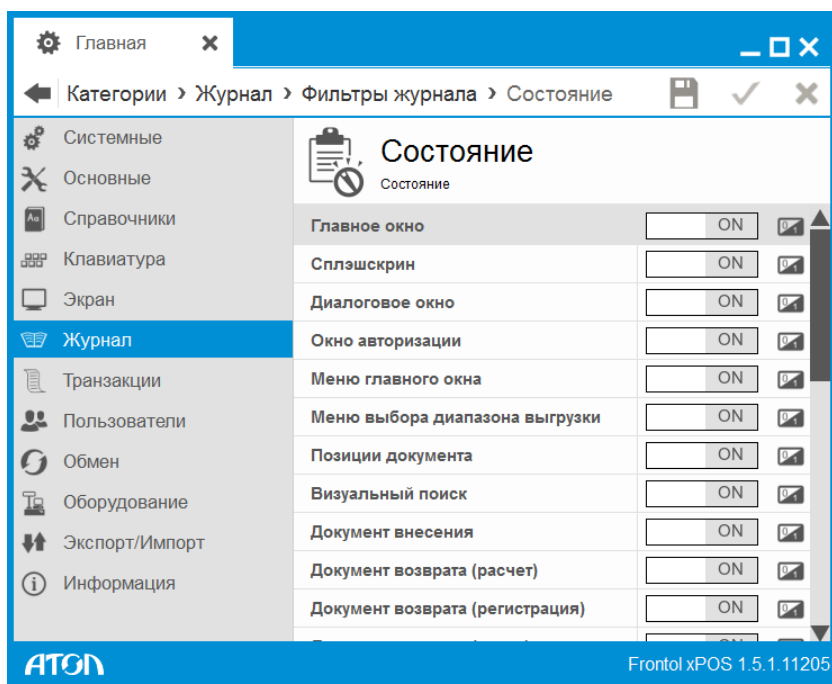 Главная
Категории › Журнал › Фильтры журнала › Состояние
Системные
Основные
Справочники
Клавиатура
Экран
Журнал
Транзакции
Пользователи
Обмен
Оборудование
Экспорт/Импорт
Информация
Состояние
Состояние
Главное окно ON
Сплэшскрин ON
Диалоговое окно ON
Окно авторизации ON
Меню главного окна ON
Меню выбора диапазона выгрузки ON
Позиции документа ON
Визуальный поиск ON
Документ внесения ON
Документ возврата (расчет) ON
Документ возврата (регистрация) ON
АТОЛ
Frontol xPOS 1.5.1.11205